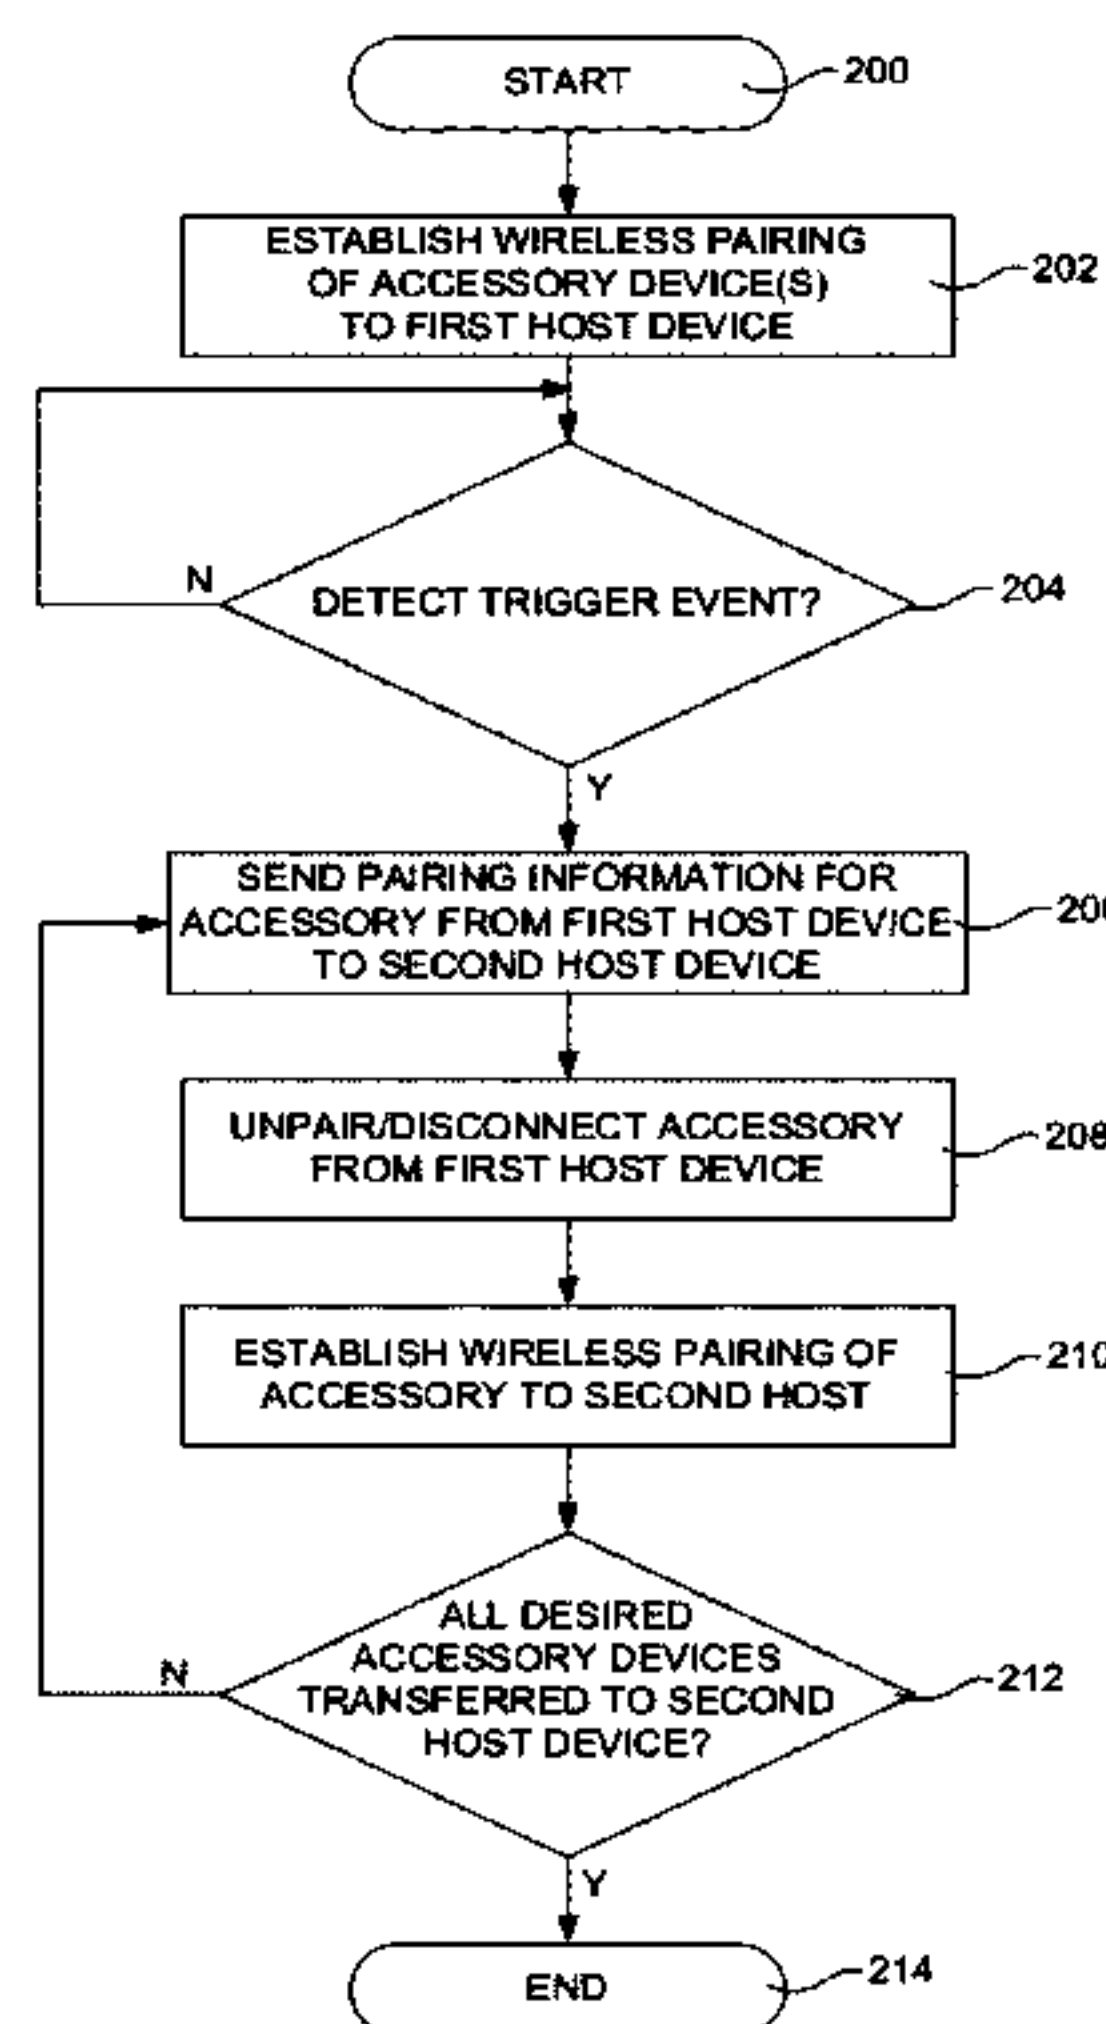 START
200
ESTABLISH WIRELESS PAIRING
OF ACCESSORY DEVICE(S)
TO FIRST HOST DEVICE
202
N
DETECT TRIGGER EVENT?
204
Y
SEND PAIRING INFORMATION FOR
ACCESSORY FROM FIRST HOST DEVICE
TO SECOND HOST DEVICE
206
UNPAIR/DISCONNECT ACCESSORY
FROM FIRST HOST DEVICE
208
ESTABLISH WIRELESS PAIRING OF
ACCESSORY TO SECOND HOST
210
ALL DESIRED
ACCESSORY DEVICES
TRANSFERRED TO SECOND
HOST DEVICE?
N
212
Y
END
214